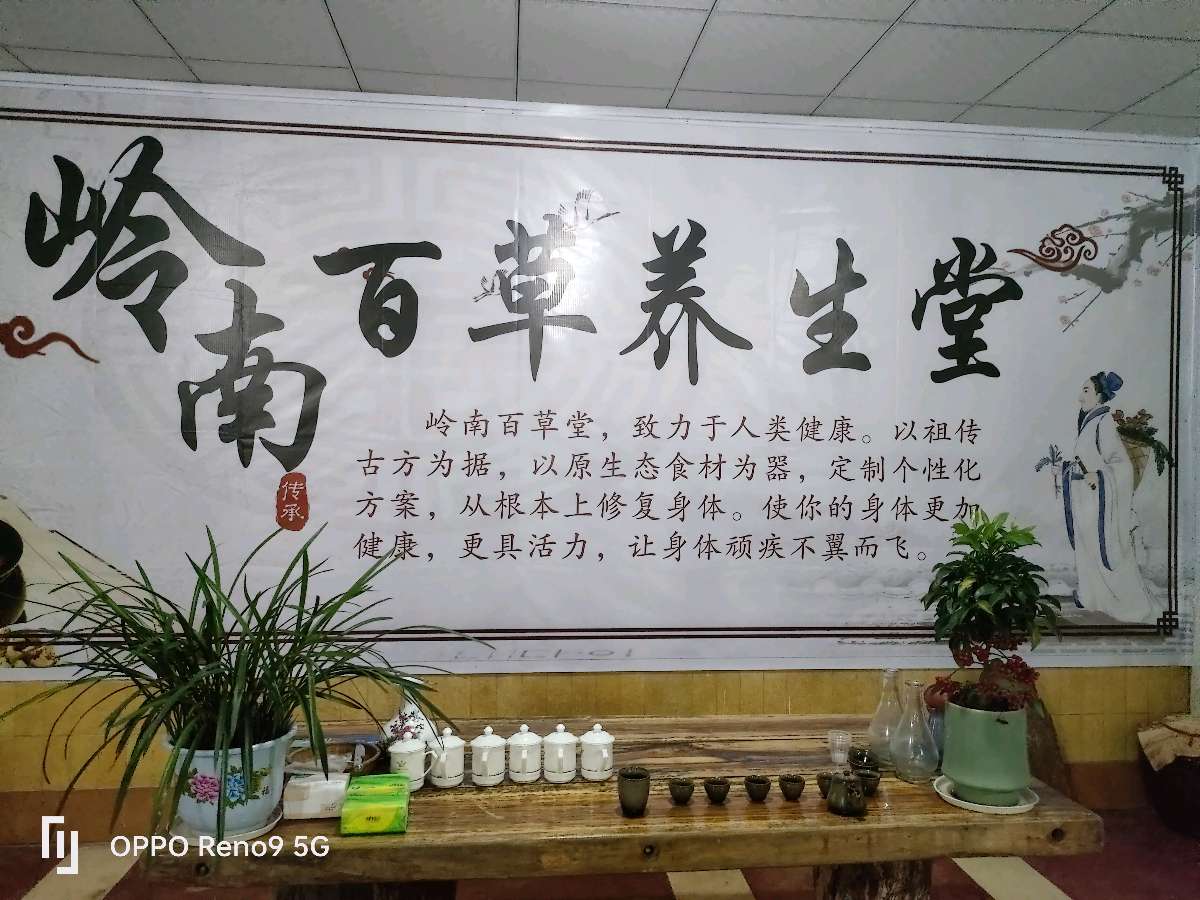 岭南百草养生堂
传承
岭南百草堂，致力于人类健康。以祖传
古方为据，以原生态食材为器，定制个性化
方案，从根本上修复身体。使你的身体更加
健康，更具活力，让身体顽疾不翼而飞。
OPPO Reno9 5G